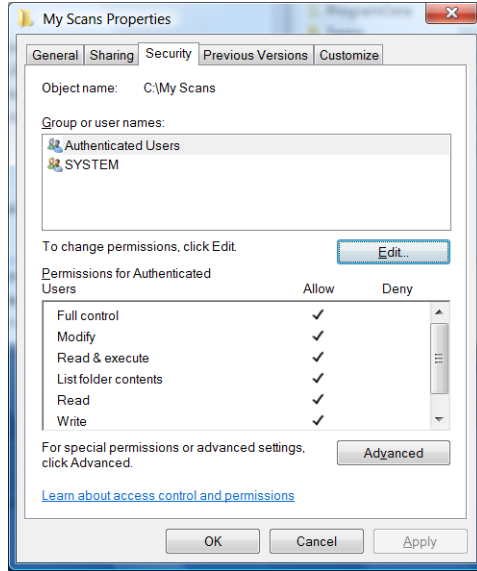 My Scans Properties
General Sharing Security Previous Versions Customize
Object name: C:\My Scans
Group or user names:
Authenticated Users
SYSTEM
To change permissions, click Edit.
Edit...
Permissions for Authenticated
Users Allow Deny
Full control
Modify
Read & execute
List folder contents
Read
Write
For special permissions or advanced settings,
click Advanced.
Advanced
Learn about access control and permissions
OK Cancel Apply